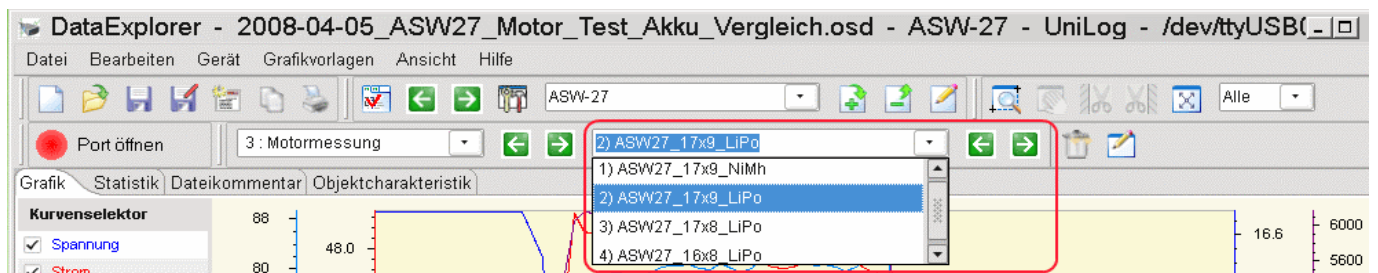 DataExplorer - 2008-04-05_ASW27_Motor_Test_Akku_Vergleich.osd - ASW-27 - UniLog - /dev/ttyUSB(
Datei Bearbeiten Gerät Grafikvorlagen Ansicht Hilfe
ASW-27 Alle
Port öffnen 3 : Motormessung 2) ASW27_17x9_LiPo
1) ASW27_17x9_NiMh
Grafik Statistik Dateikommentar Objektcharakteristik
2) ASW27_17x9_LiPo
Kurvenselektor 88 3) ASW27_17x8_LiPo 16.6 6000
Spannung 48.0 4) ASW27_16x8_LiPo
Strom 80 5600